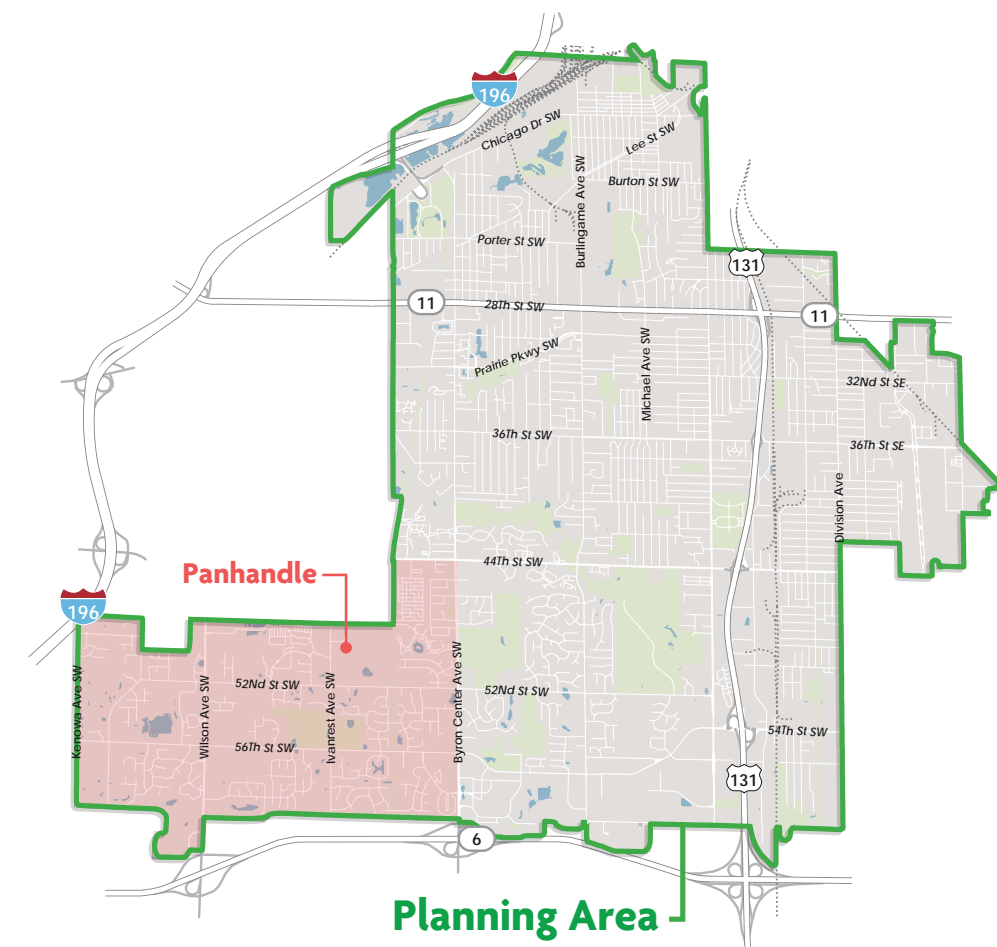 196
Chicago Dr SW
Lee St SW
Burlingame Ave SW
Burton St SW
Porter St SW
131
11
28Th St SW
11
Prairie Pkwy SW
Michael Ave SW
32Nd St SE
36Th St SW
36Th St SE
Division Ave
44Th St SW
Panhandle
196
Kenowa Ave SW
Wilson Ave SW
52Nd St SW
Ivanrest Ave SW
Byron Center Ave SW
52Nd St SW
56Th St SW
54Th St SW
131
6
Planning Area